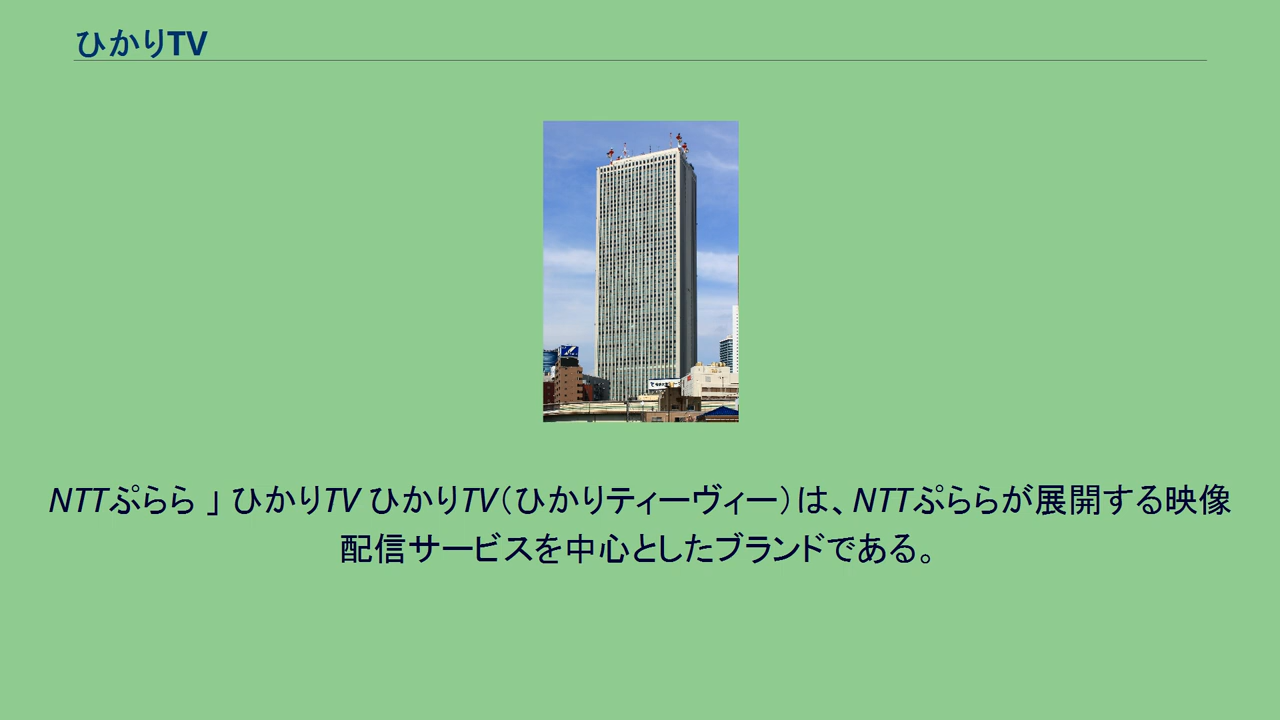 ひかりTV
NTTぷらら 」 ひかりTV ひかりTV（ひかりティーヴィー）は、NTTぷららが展開する映像
配信サービスを中心としたブランドである。